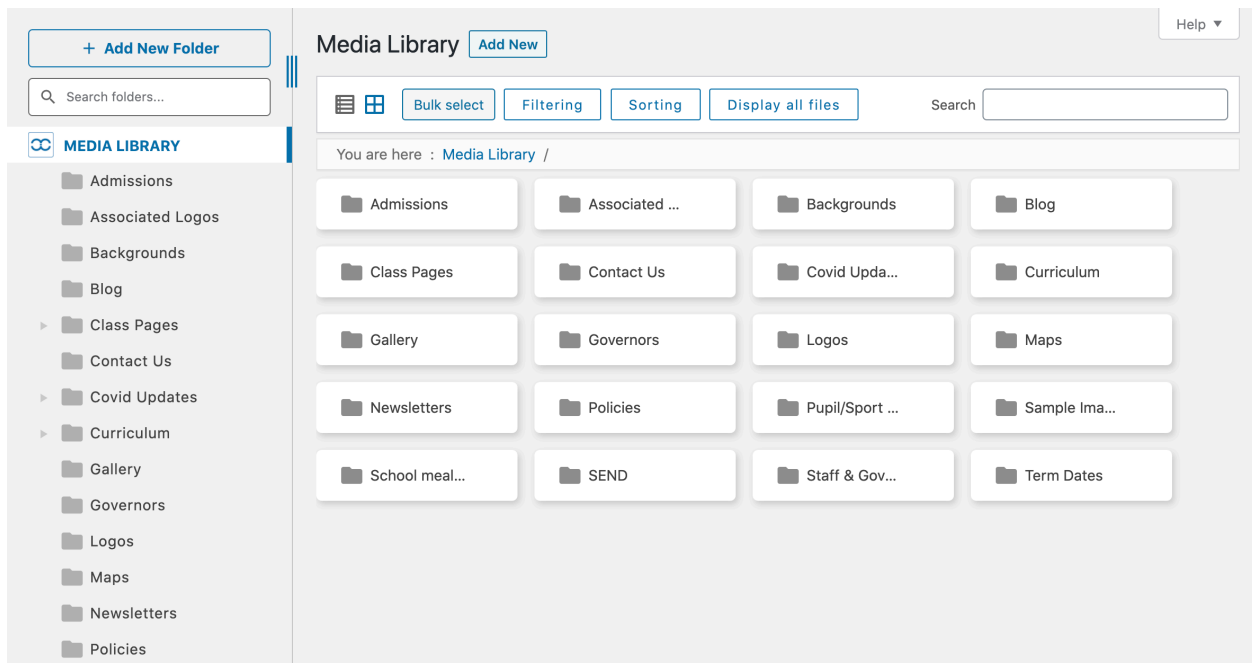 + Add New Folder
Search folders...
MEDIA LIBRARY
Admissions
Associated Logos
Backgrounds
Blog
Class Pages
Contact Us
Covid Updates
Curriculum
Gallery
Governors
Logos
Maps
Newsletters
Policies
Help ▼
Media Library Add New
Bulk select Filtering Sorting Display all files Search
You are here : Media Library /
Admissions Associated ... Backgrounds Blog
Class Pages Contact Us Covid Upda... Curriculum
Gallery Governors Logos Maps
Newsletters Policies Pupil/Sport ... Sample Ima...
School meal... SEND Staff & Gov... Term Dates